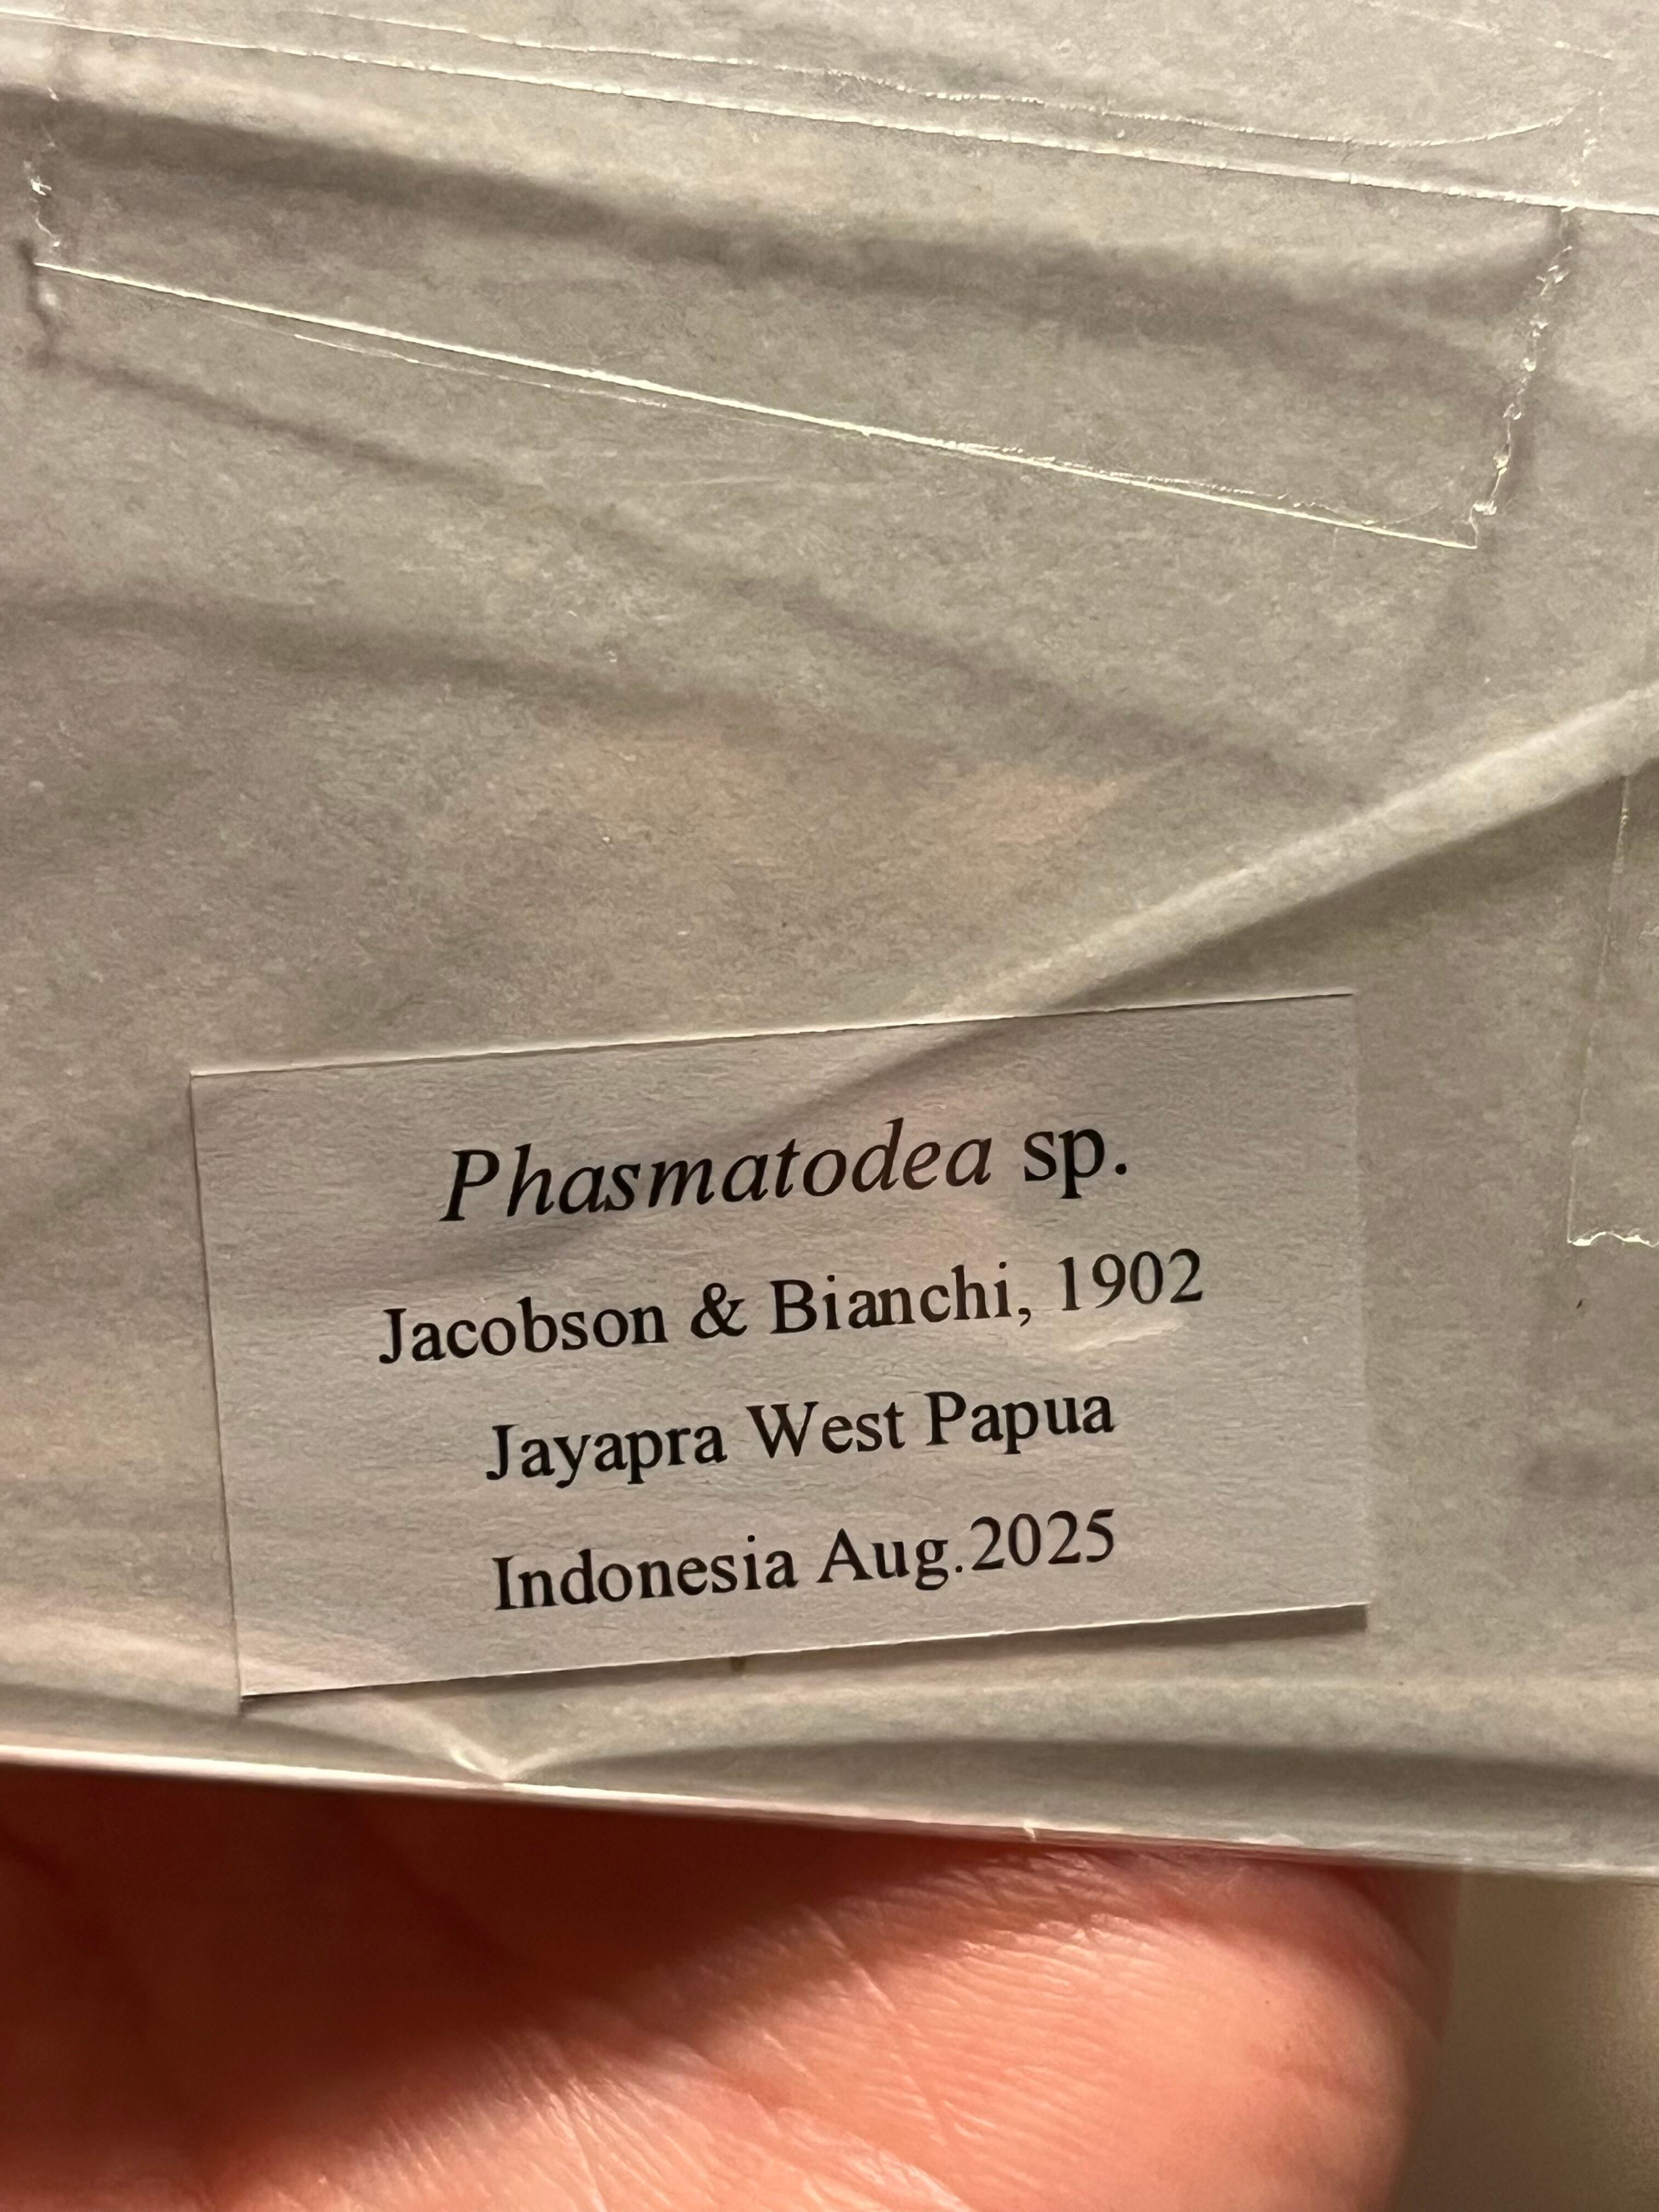 Phasmatodea sp.
Jacobson & Bianchi, 1902
Jayapra West Papua
Indonesia Aug.2025